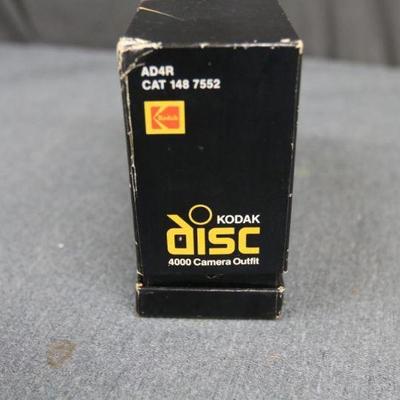 AD4R
CAT 148 7552
Kodak
KODAK
disc
4000 Camera Outfit